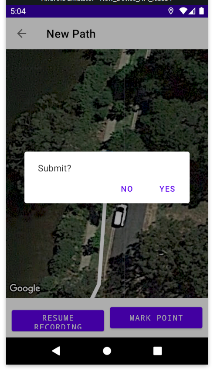 5:04
New Path
Submit?
NO
YES
Google
RESUME
RECORDING
MARK POINT